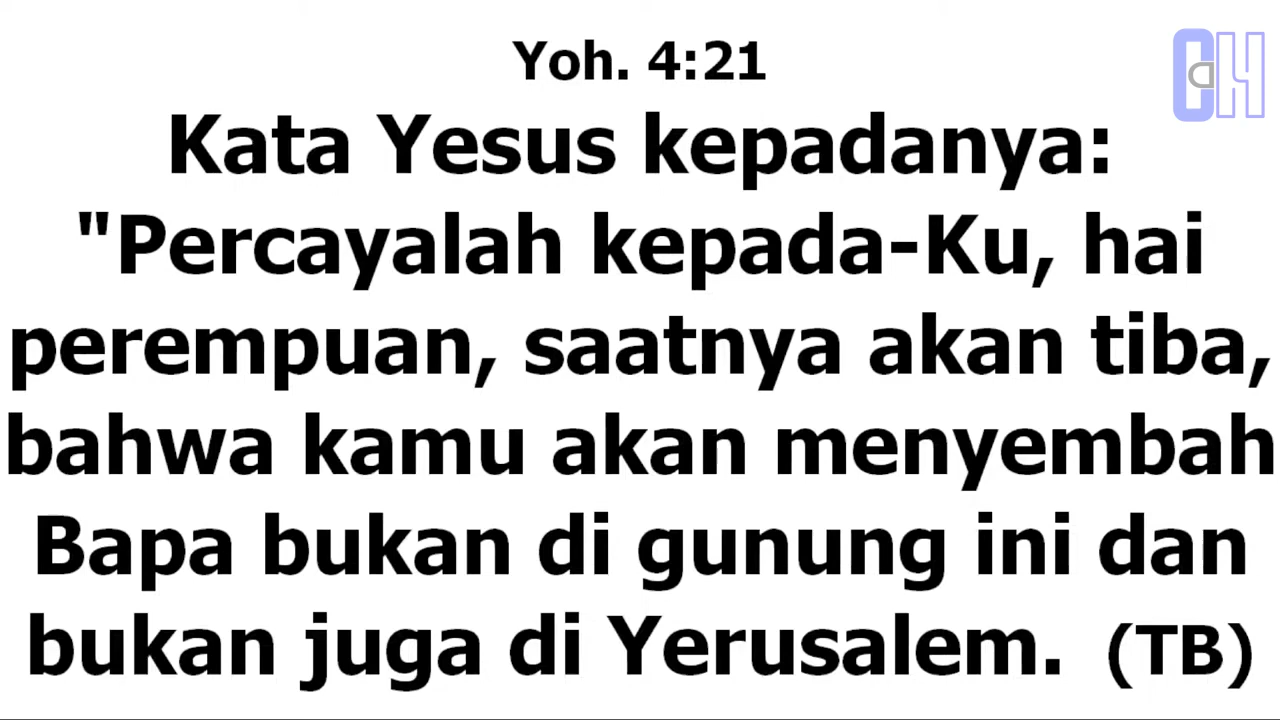 Yoh. 4:21
Kata Yesus kepadanya:
"Percayalah kepada-Ku, hai
perempuan, saatnya akan tiba,
bahwa kamu akan menyembah
Bapa bukan di gunung ini dan
bukan juga di Yerusalem. (TB)